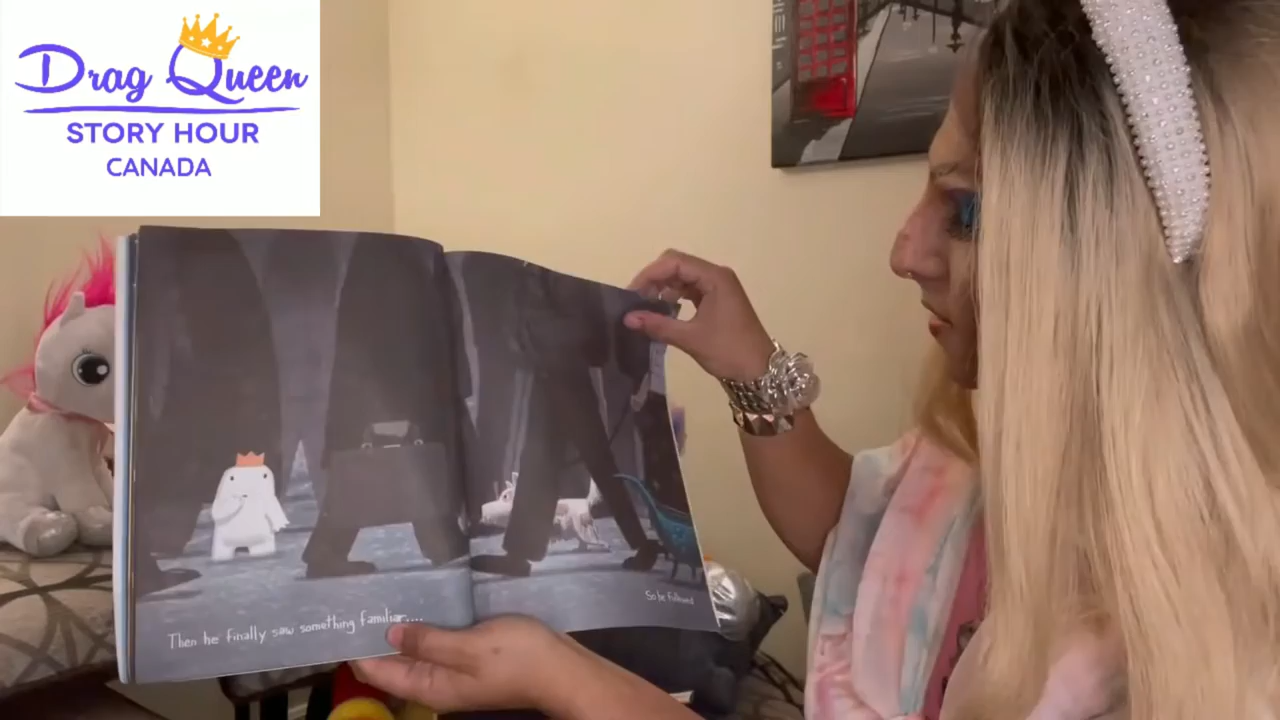 Drag Queen
STORY HOUR
CANADA
Then he finally saw something familiar....
So he followed